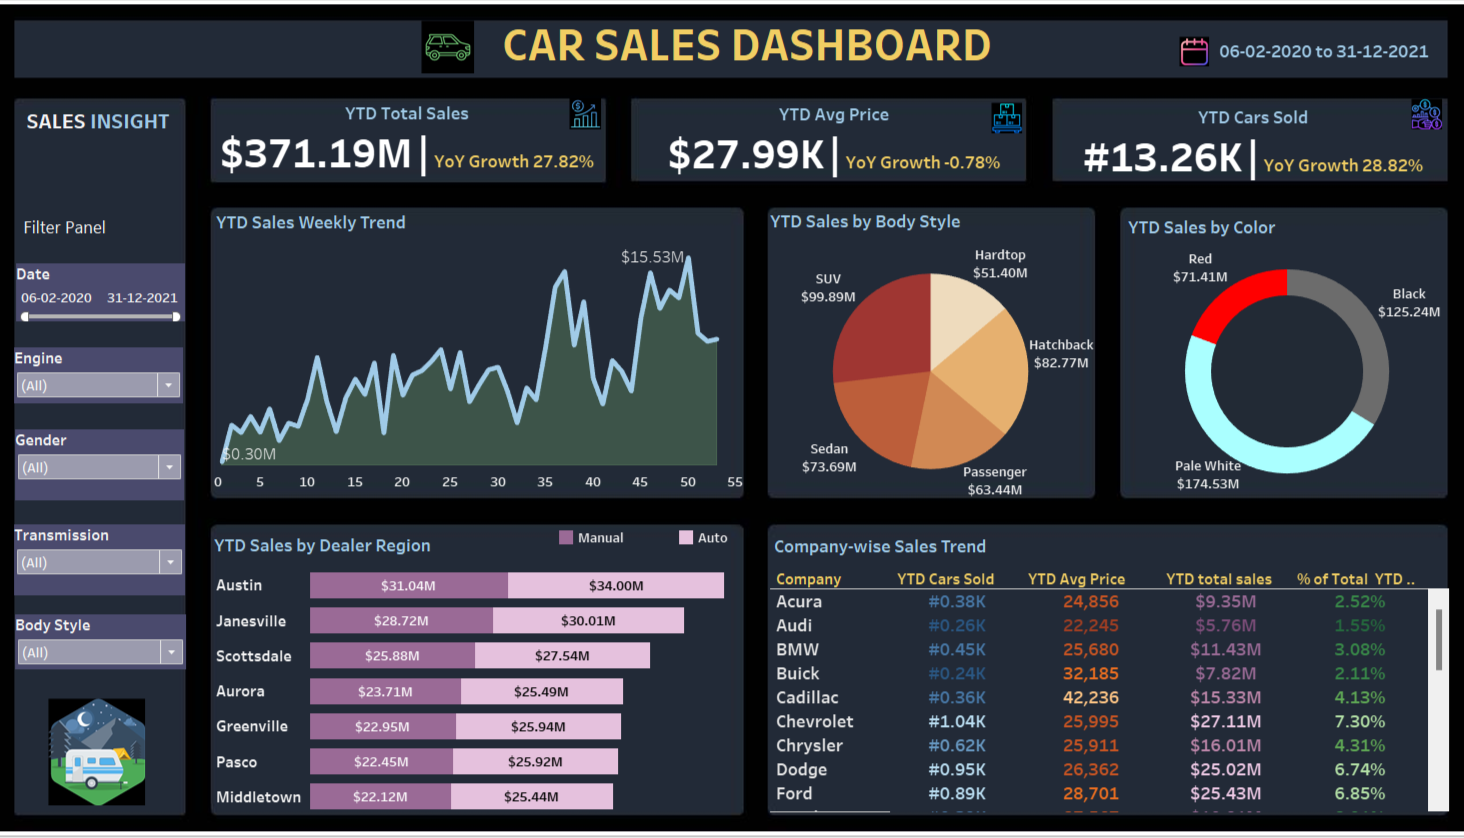 CAR SALES DASHBOARD
06-02-2020 to 31-12-2021
SALES INSIGHT
Filter Panel
Date
06-02-2020 31-12-2021
Engine
(All)
Gender
(All)
Transmission
(All)
Body Style
(All)
YTD Total Sales
$371.19M | YoY Growth 27.82%
YTD Avg Price
$27.99K | YoY Growth -0.78%
YTD Cars Sold
#13.26K | YoY Growth 28.82%
YTD Sales Weekly Trend
$15.53M
$0.30M
0 5 10 15 20 25 30 35 40 45 50 55
YTD Sales by Body Style
Hardtop
$51.40M
SUV
$99.89M
Hatchback
$82.77M
Sedan
$73.69M
Passenger
$63.44M
YTD Sales by Color
Red
$71.41M
Black
$125.24M
Pale White
$174.53M
YTD Sales by Dealer Region
Manual Auto
Austin $31.04M $34.00M
Janesville $28.72M $30.01M
Scottsdale $25.88M $27.54M
Aurora $23.71M $25.49M
Greenville $22.95M $25.94M
Pasco $22.45M $25.92M
Middletown $22.12M $25.44M
Company-wise Sales Trend
Company YTD Cars Sold YTD Avg Price YTD total sales % of Total YTD ..
Acura #0.38K 24,856 $9.35M 2.52%
Audi #0.26K 22,245 $5.76M 1.55%
BMW #0.45K 25,680 $11.43M 3.08%
Buick #0.24K 32,185 $7.82M 2.11%
Cadillac #0.36K 42,236 $15.33M 4.13%
Chevrolet #1.04K 25,995 $27.11M 7.30%
Chrysler #0.62K 25,911 $16.01M 4.31%
Dodge #0.95K 26,362 $25.02M 6.74%
Ford #0.89K 28,701 $25.43M 6.85%